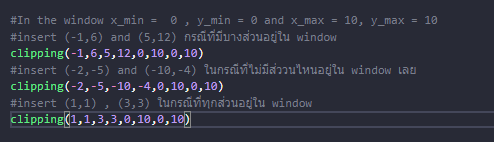 #In the window x_min =  0 , y_min = 0 and x_max = 10, y_max = 10
#insert (-1,6) and (5,12) กรณีที่มีบางส่วนอยู่ใน window
clipping(-1,6,5,12,0,10,0,10)
#insert (-2,-5) and (-10,-4) ในกรณีที่ไม่มีส่ววนไหนอยู่ใน window เลย
clipping(-2,-5,-10,-4,0,10,0,10)
#insert (1,1) , (3,3) ในกรณีที่ทุกส่วนอยู่ใน window
clipping(1,1,3,3,0,10,0,10)